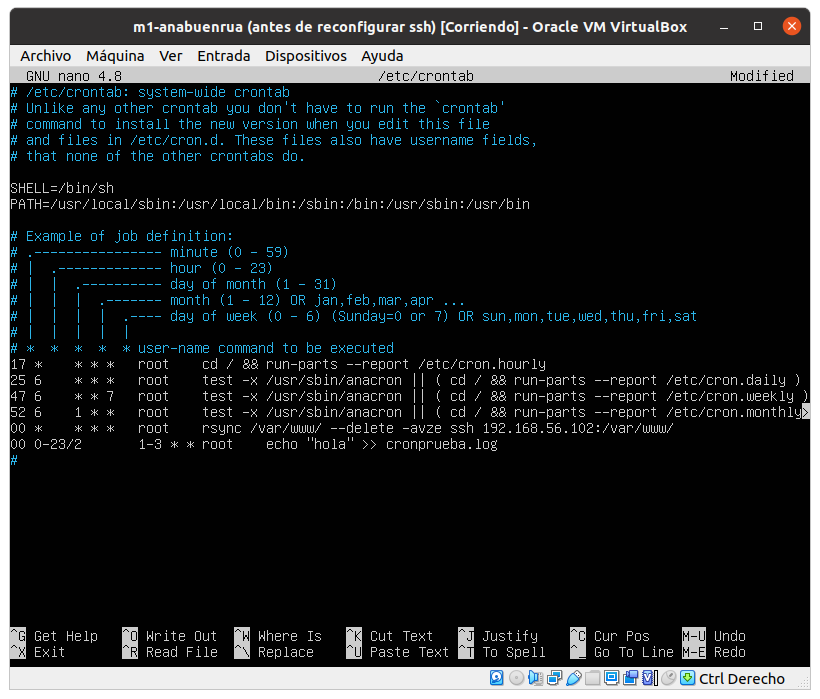 m1-anabuenrua (antes de reconfigurar ssh) [Corriendo] - Oracle VM VirtualBox
Archivo Máquina Ver Entrada Dispositivos Ayuda
GNU nano 4.8 /etc/crontab Modified
# /etc/crontab: system-wide crontab
# Unlike any other crontab you don't have to run the `crontab'
# command to install the new version when you edit this file
# and files in /etc/cron.d. These files also have username fields,
# that none of the other crontabs do.

SHELL=/bin/sh
PATH=/usr/local/sbin:/usr/local/bin:/sbin:/bin:/usr/sbin:/usr/bin

# Example of job definition:
# .---------------- minute (0 - 59)
# |  .------------- hour (0 - 23)
# |  |  .---------- day of month (1 - 31)
# |  |  |  .------- month (1 - 12) OR jan,feb,mar,apr ...
# |  |  |  |  .---- day of week (0 - 6) (Sunday=0 or 7) OR sun,mon,tue,wed,thu,fri,sat
# |  |  |  |  |
# *  *  *  *  * user-name command to be executed
17 *    * * *   root    cd / && run-parts --report /etc/cron.hourly
25 6    * * *   root    test -x /usr/sbin/anacron || ( cd / && run-parts --report /etc/cron.daily )
47 6    * * 7   root    test -x /usr/sbin/anacron || ( cd / && run-parts --report /etc/cron.weekly )
52 6    1 * *   root    test -x /usr/sbin/anacron || ( cd / && run-parts --report /etc/cron.monthly>
00 *    * * *   root    rsync /var/www/ --delete -avze ssh 192.168.56.102:/var/www/
00 0-23/2       1-3 * * root    echo "hola" >> cronprueba.log
#
^G Get Help ^O Write Out ^W Where Is ^K Cut Text ^J Justify ^C Cur Pos M-U Undo
^X Exit ^R Read File ^\ Replace ^U Paste Text ^T To Spell ^_ Go To Line M-E Redo
Ctrl Derecho